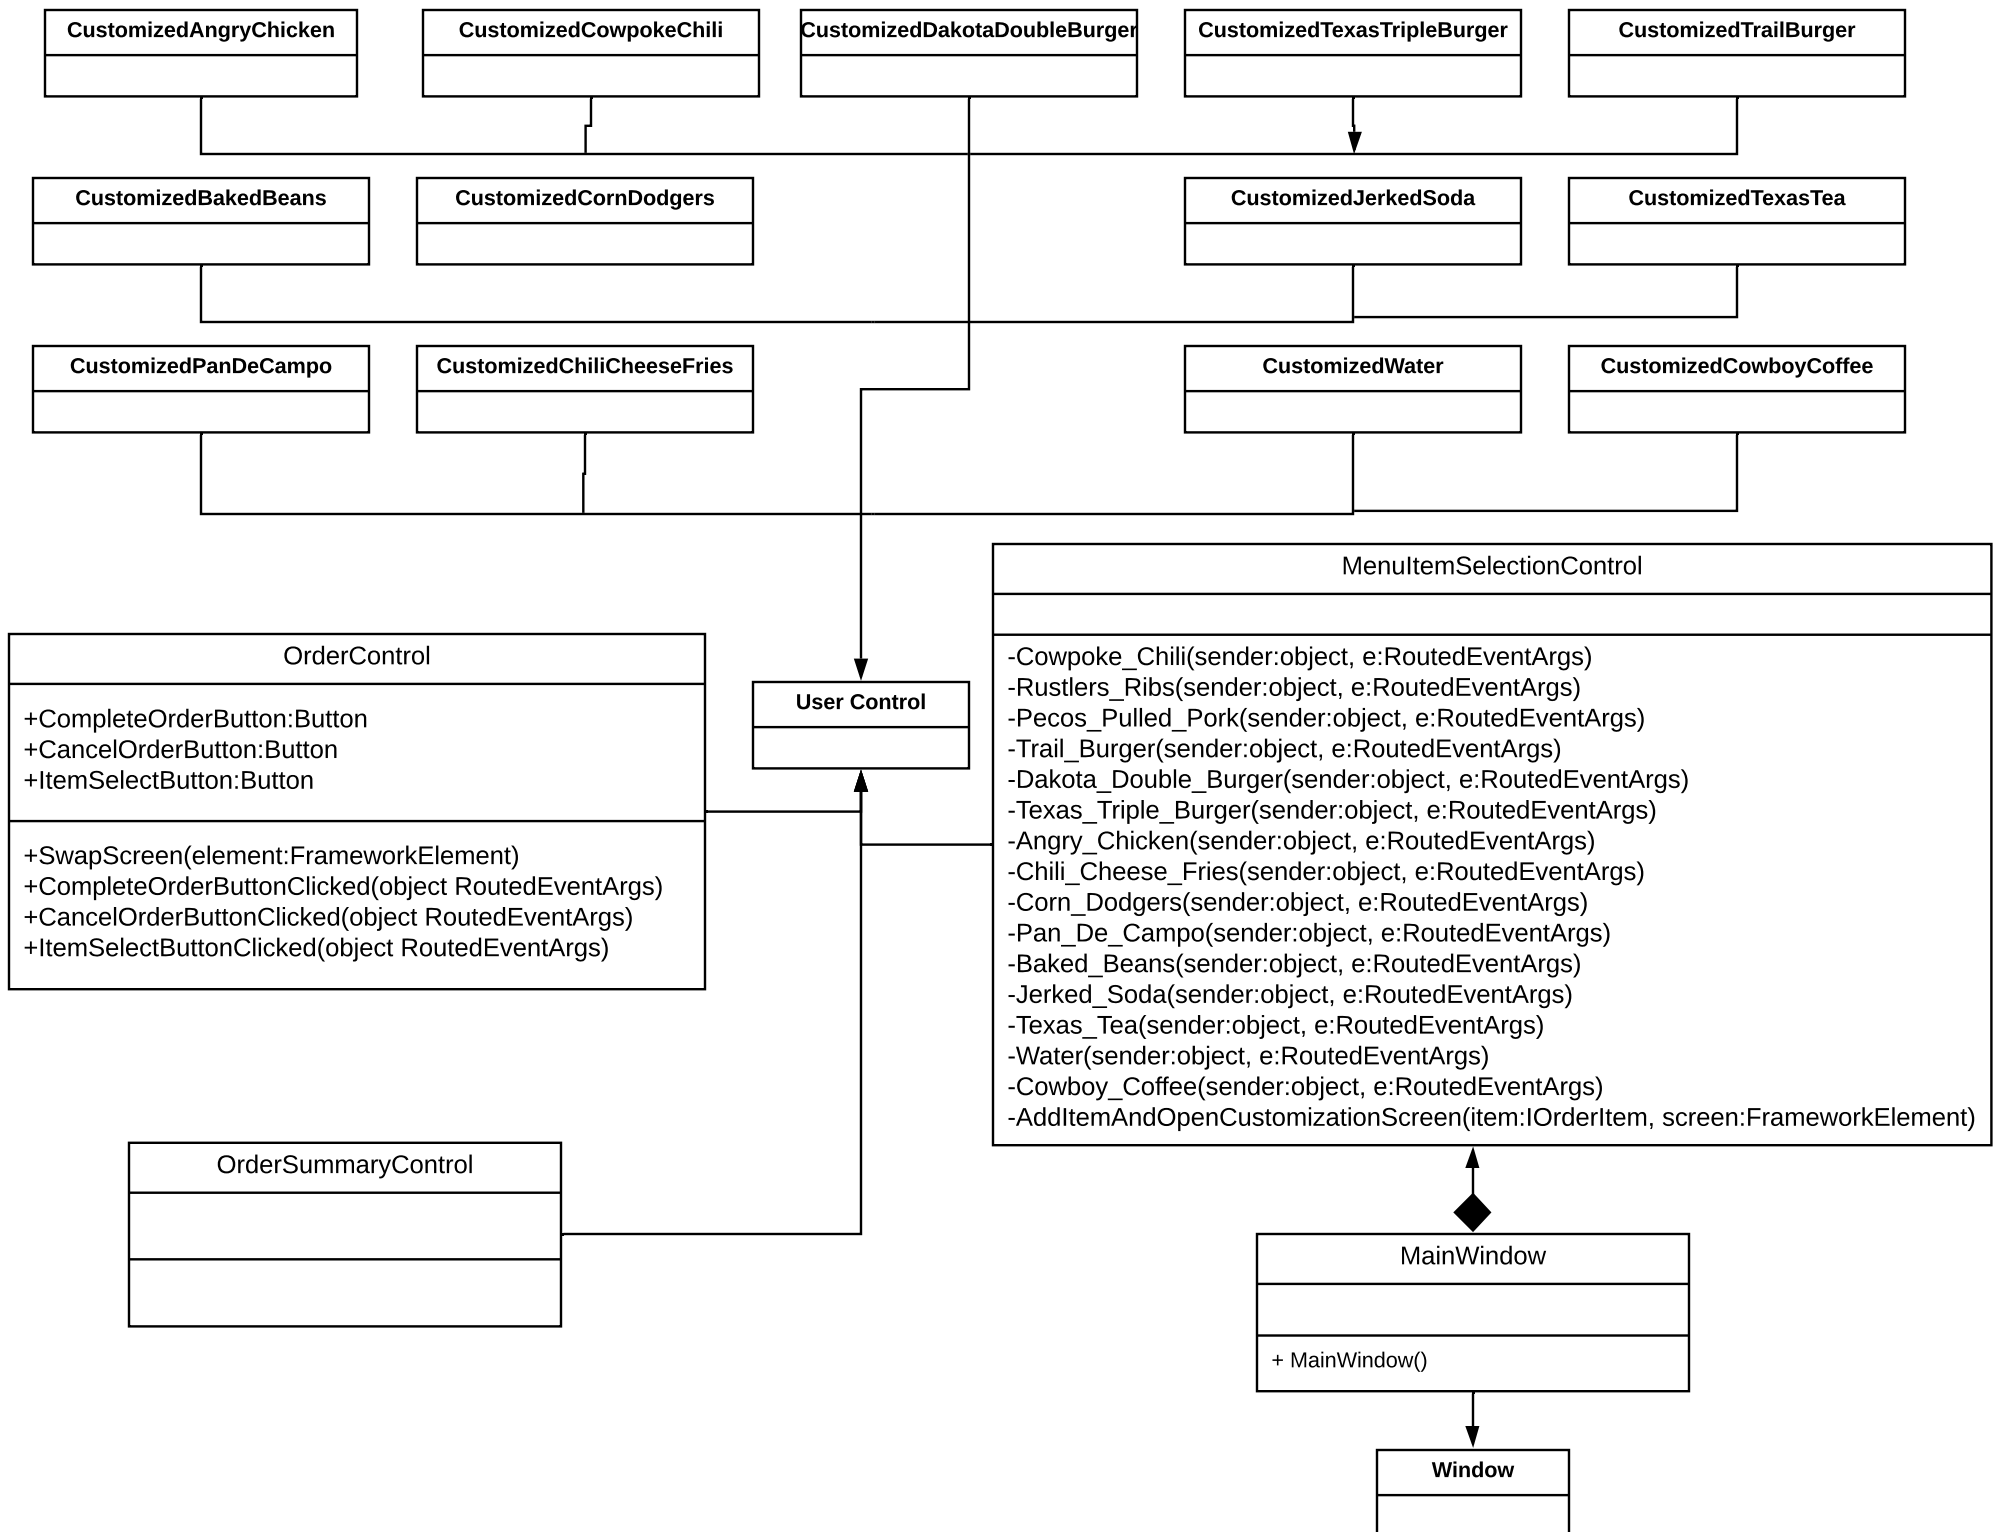 CustomizedAngryChicken
CustomizedCowpokeChili
CustomizedDakotaDoubleBurger
CustomizedTexasTripleBurger
CustomizedTrailBurger
CustomizedBakedBeans
CustomizedCornDodgers
CustomizedJerkedSoda
CustomizedTexasTea
CustomizedPanDeCampo
CustomizedChiliCheeseFries
CustomizedWater
CustomizedCowboyCoffee
OrderControl
+CompleteOrderButton:Button
+CancelOrderButton:Button
+ItemSelectButton:Button
+SwapScreen(element:FrameworkElement)
+CompleteOrderButtonClicked(object RoutedEventArgs)
+CancelOrderButtonClicked(object RoutedEventArgs)
+ItemSelectButtonClicked(object RoutedEventArgs)
User Control
MenuItemSelectionControl
-Cowpoke_Chili(sender:object, e:RoutedEventArgs)
-Rustlers_Ribs(sender:object, e:RoutedEventArgs)
-Pecos_Pulled_Pork(sender:object, e:RoutedEventArgs)
-Trail_Burger(sender:object, e:RoutedEventArgs)
-Dakota_Double_Burger(sender:object, e:RoutedEventArgs)
-Texas_Triple_Burger(sender:object, e:RoutedEventArgs)
-Angry_Chicken(sender:object, e:RoutedEventArgs)
-Chili_Cheese_Fries(sender:object, e:RoutedEventArgs)
-Corn_Dodgers(sender:object, e:RoutedEventArgs)
-Pan_De_Campo(sender:object, e:RoutedEventArgs)
-Baked_Beans(sender:object, e:RoutedEventArgs)
-Jerked_Soda(sender:object, e:RoutedEventArgs)
-Texas_Tea(sender:object, e:RoutedEventArgs)
-Water(sender:object, e:RoutedEventArgs)
-Cowboy_Coffee(sender:object, e:RoutedEventArgs)
-AddItemAndOpenCustomizationScreen(item:IOrderItem, screen:FrameworkElement)
OrderSummaryControl
MainWindow
+ MainWindow()
Window